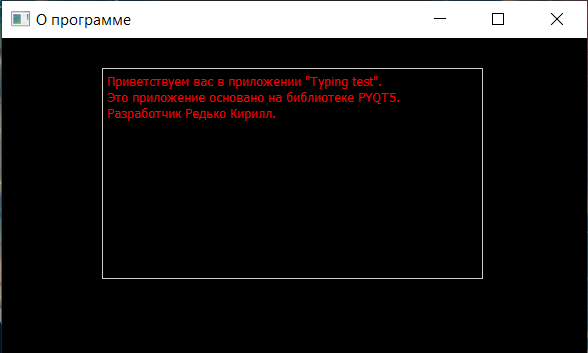 О программе
Приветствуем вас в приложении "Typing test".
Это приложение основано на библиотеке PYQT5.
Разработчик Редько Кирилл.